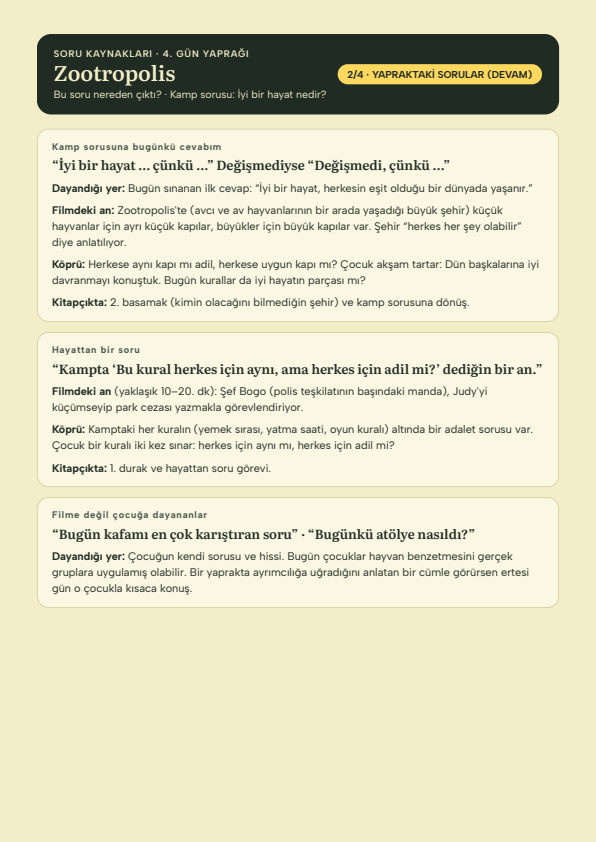 SORU KAYNAKLARI · 4. GÜN YAPRAĞI
Zootropolis
Bu soru nereden çıktı? · Kamp sorusu: İyi bir hayat nedir?
2/4 · YAPRAKTAKİ SORULAR (DEVAM)
Kamp sorusuna bugünkü cevabım
“İyi bir hayat … çünkü …” Değişmediyse “Değişmedi, çünkü …”
Dayandığı yer: Bugün sınanan ilk cevap: “İyi bir hayat, herkesin eşit olduğu bir dünyada yaşanır.”
Filmdeki an: Zootropolis'te (avcı ve av hayvanlarının bir arada yaşadığı büyük şehir) küçük
hayvanlar için ayrı küçük kapılar, büyükler için büyük kapılar var. Şehir “herkes her şey olabilir”
diye anlatılıyor.
Köprü: Herkese aynı kapı mı adil, herkese uygun kapı mı? Çocuk akşam tartar: Dün başkalarına iyi
davranmayı konuştuk. Bugün kurallar da iyi hayatın parçası mı?
Kitapçıkta: 2. basamak (kimin olacağını bilmediğin şehir) ve kamp sorusuna dönüş.
Hayattan bir soru
“Kampta ‘Bu kural herkes için aynı, ama herkes için adil mi?’ dediğin bir an.”
Filmdeki an (yaklaşık 10–20. dk): Şef Bogo (polis teşkilatının başındaki manda), Judy'yi
küçümseyip park cezası yazmakla görevlendiriyor.
Köprü: Kamptaki her kuralın (yemek sırası, yatma saati, oyun kuralı) altında bir adalet sorusu var.
Çocuk bir kuralı iki kez sınar: herkes için aynı mı, herkes için adil mi?
Kitapçıkta: 1. durak ve hayattan soru görevi.
Filme değil çocuğa dayananlar
“Bugün kafamı en çok karıştıran soru” · “Bugünkü atölye nasıldı?”
Dayandığı yer: Çocuğun kendi sorusu ve hissi. Bugün çocuklar hayvan benzetmesini gerçek
gruplara uygulamış olabilir. Bir yaprakta ayrımcılığa uğradığını anlatan bir cümle görürsen ertesi
gün o çocukla kısaca konuş.